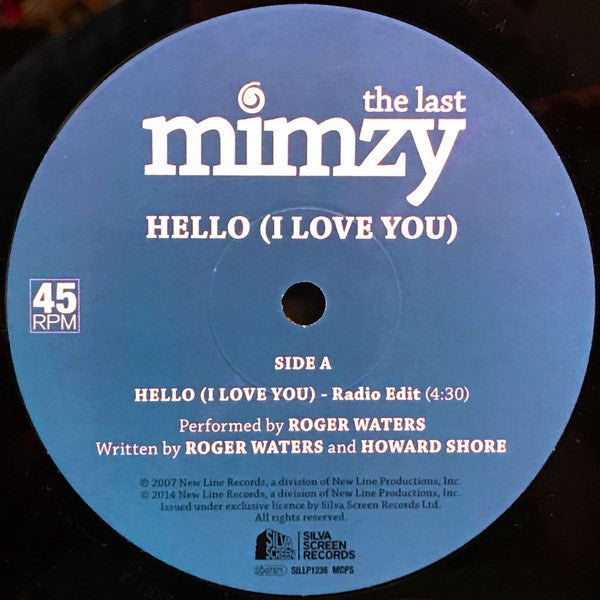 the last
mimzy
HELLO (I LOVE YOU)
45
RPM
SIDE A
HELLO (I LOVE YOU) - Radio Edit (4:30)
Performed by ROGER WATERS
Written by ROGER WATERS and HOWARD SHORE
℗ 2007 New Line Records, a division of New Line Productions, Inc.
© 2014 New Line Records, a division of New Line Productions, Inc.
Issued under exclusive licence by Silva Screen Records Ltd.
All rights reserved.
SILVA
SCREEN
SILVA
SCREEN
RECORDS
SILLP1236 MCPS